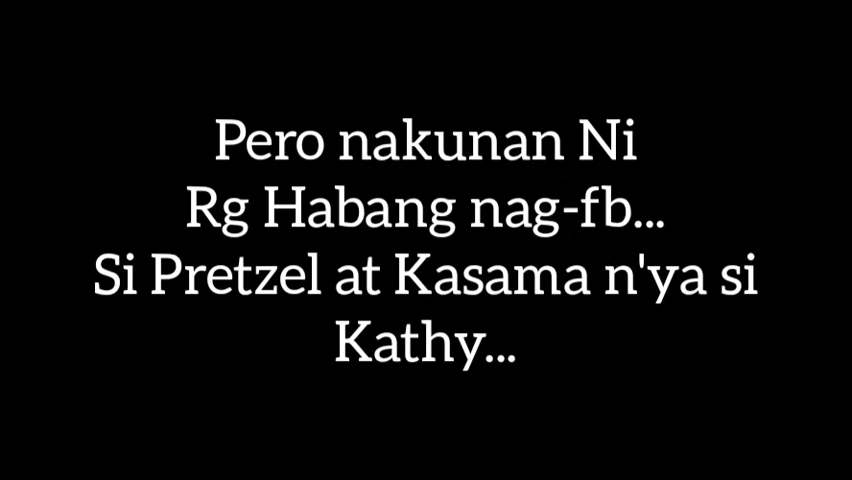 Pero nakunan Ni
Rg Habang nag-fb...
Si Pretzel at Kasama n'ya si
Kathy...